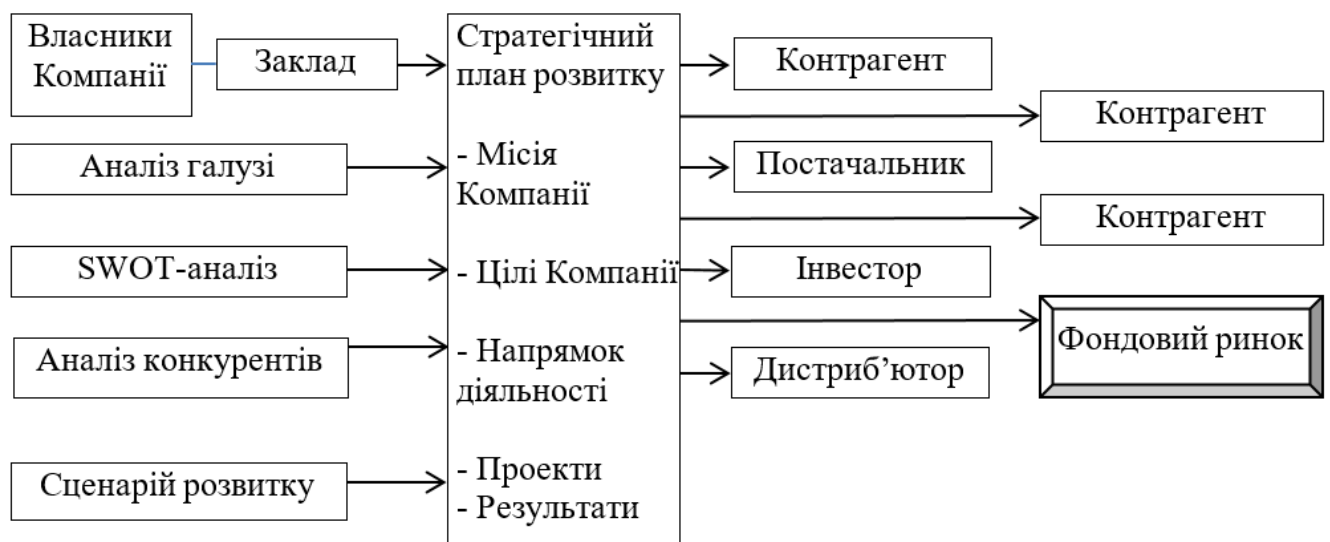 Власники
Компанії
Заклад
Аналіз галузі
SWOT-аналіз
Аналіз конкурентів
Сценарій розвитку
Стратегічний
план розвитку
- Місія
Компанії
- Цілі Компанії
- Напрямок
діяльності
- Проекти
- Результати
Контрагент
Контрагент
Постачальник
Контрагент
Інвестор
Фондовий ринок
Дистриб’ютор